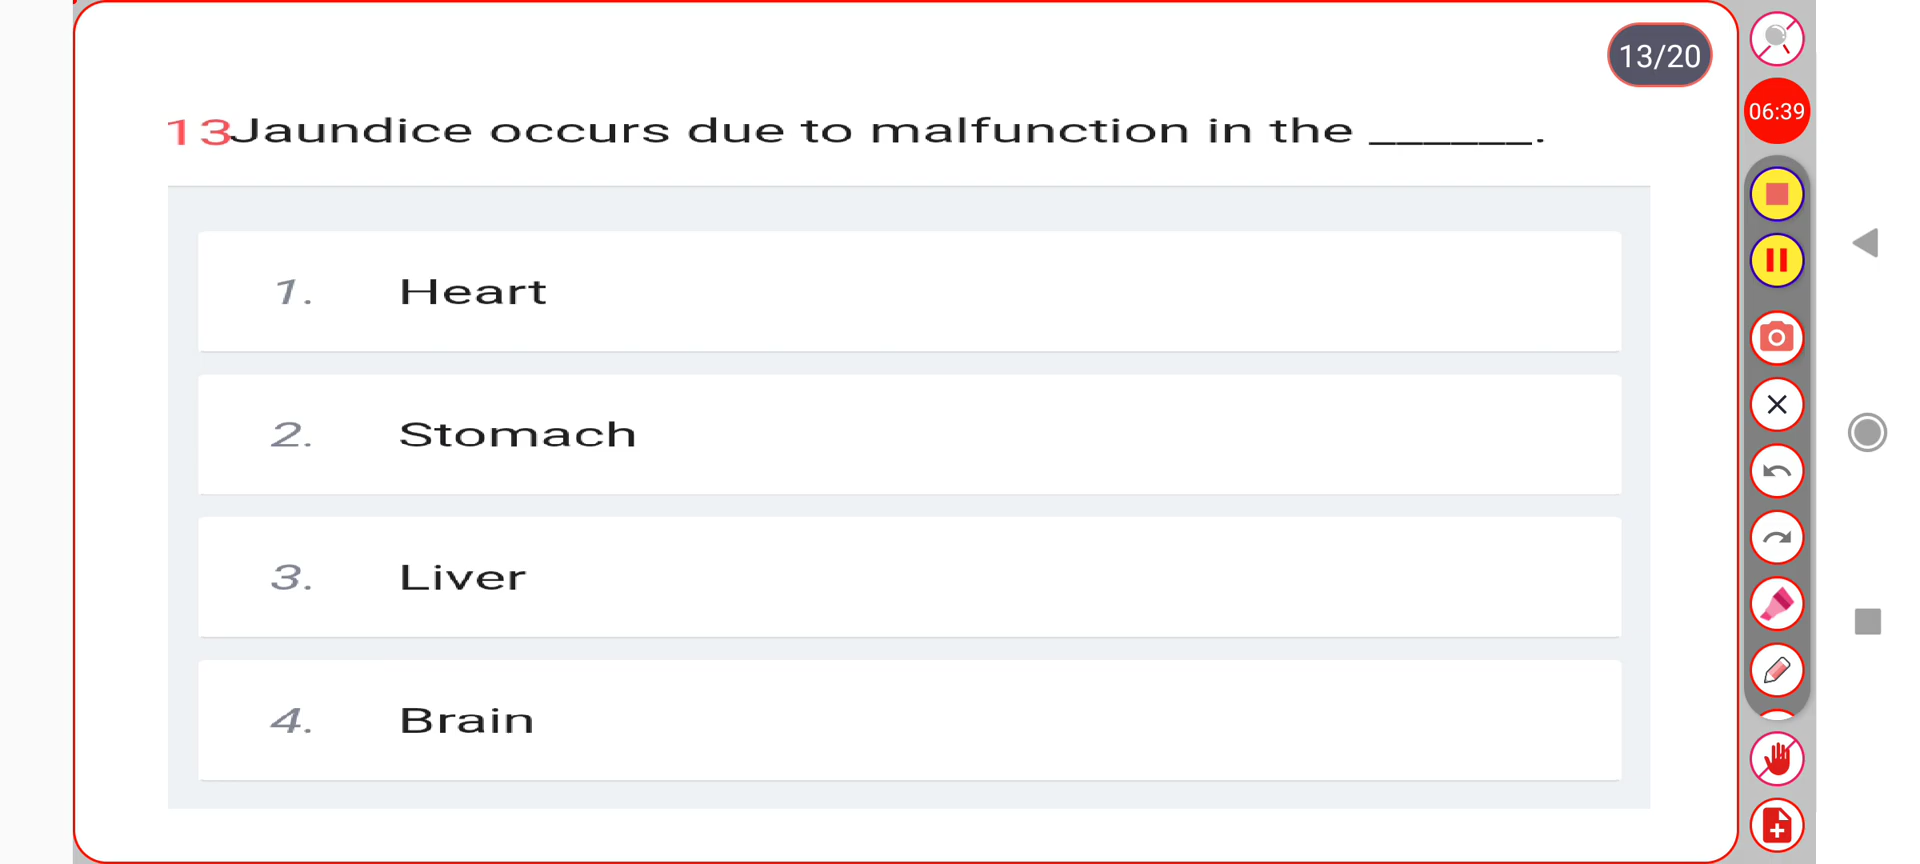 13/20
06:39
13Jaundice occurs due to malfunction in the ______.
1. Heart
2. Stomach
3. Liver
4. Brain